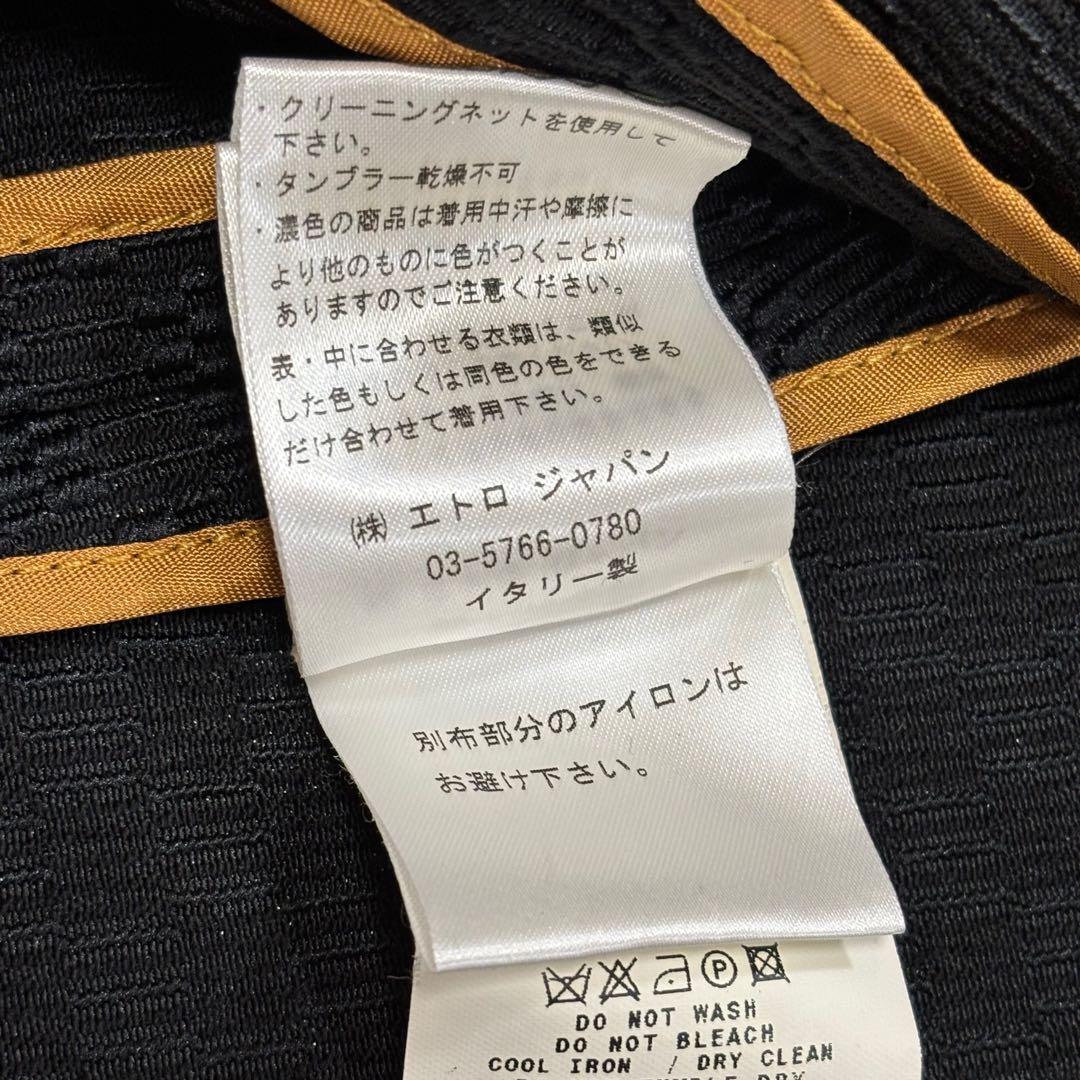 ・クリーニングネットを使用して
下さい。
・タンブラー乾燥不可
・濃色の商品は着用中汗や摩擦に
より他のものに色がつくことが
ありますのでご注意ください。
表・中に合わせる衣類は、類似
した色もしくは同色の色をできる
だけ合わせて着用下さい。
(株) エトロ ジャパン
03-5766-0780
イタリー製
別布部分のアイロンは
お避け下さい。
P
DO NOT WASH
DO NOT BLEACH
COOL IRON / DRY CLEAN